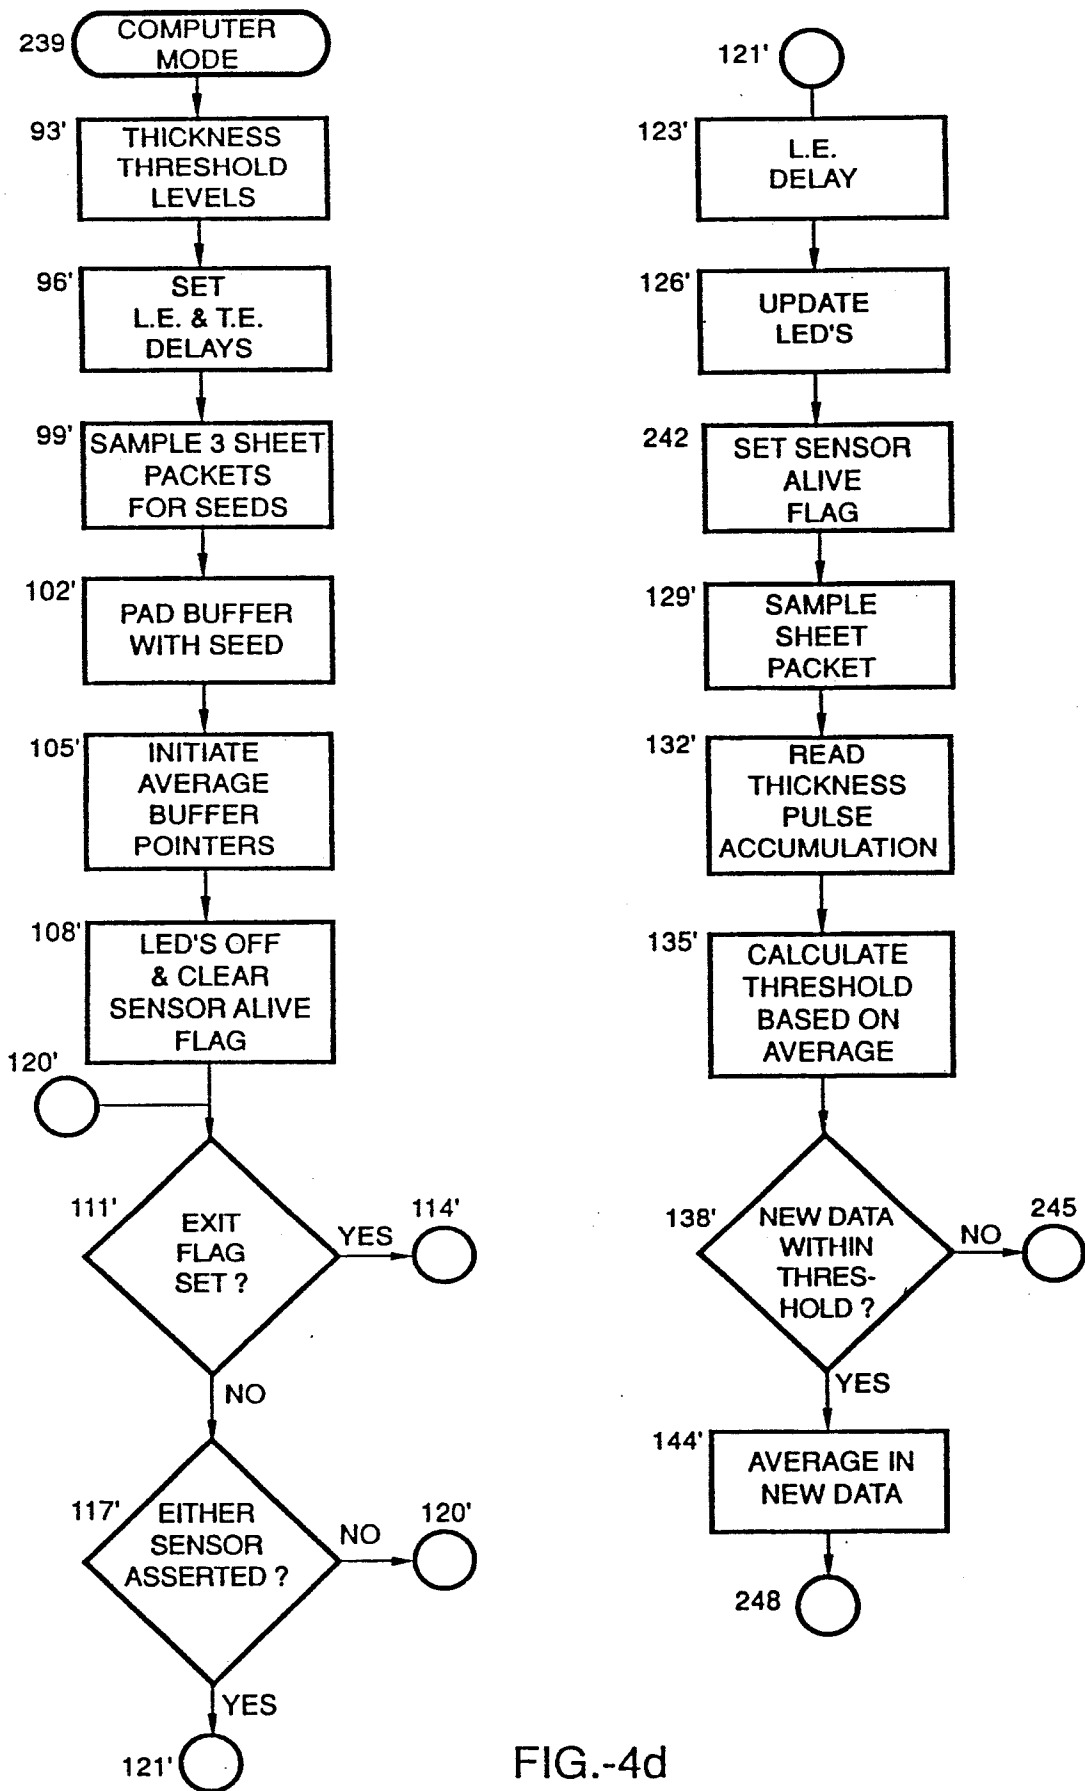 239
COMPUTER
MODE
93'
THICKNESS
THRESHOLD
LEVELS
96'
SET
L.E. & T.E.
DELAYS
99'
SAMPLE 3 SHEET
PACKETS
FOR SEEDS
102'
PAD BUFFER
WITH SEED
105'
INITIATE
AVERAGE
BUFFER
POINTERS
108'
LED'S OFF
& CLEAR
SENSOR ALIVE
FLAG
120'
111'
EXIT
FLAG
SET ?
YES
114'
NO
117'
EITHER
SENSOR
ASSERTED ?
NO
120'
YES
121'
121'
123'
L.E.
DELAY
126'
UPDATE
LED'S
242
SET SENSOR
ALIVE
FLAG
129'
SAMPLE
SHEET
PACKET
132'
READ
THICKNESS
PULSE
ACCUMULATION
135'
CALCULATE
THRESHOLD
BASED ON
AVERAGE
138'
NEW DATA
WITHIN
THRES-
HOLD ?
NO
245
YES
144'
AVERAGE IN
NEW DATA
248
FIG.-4d